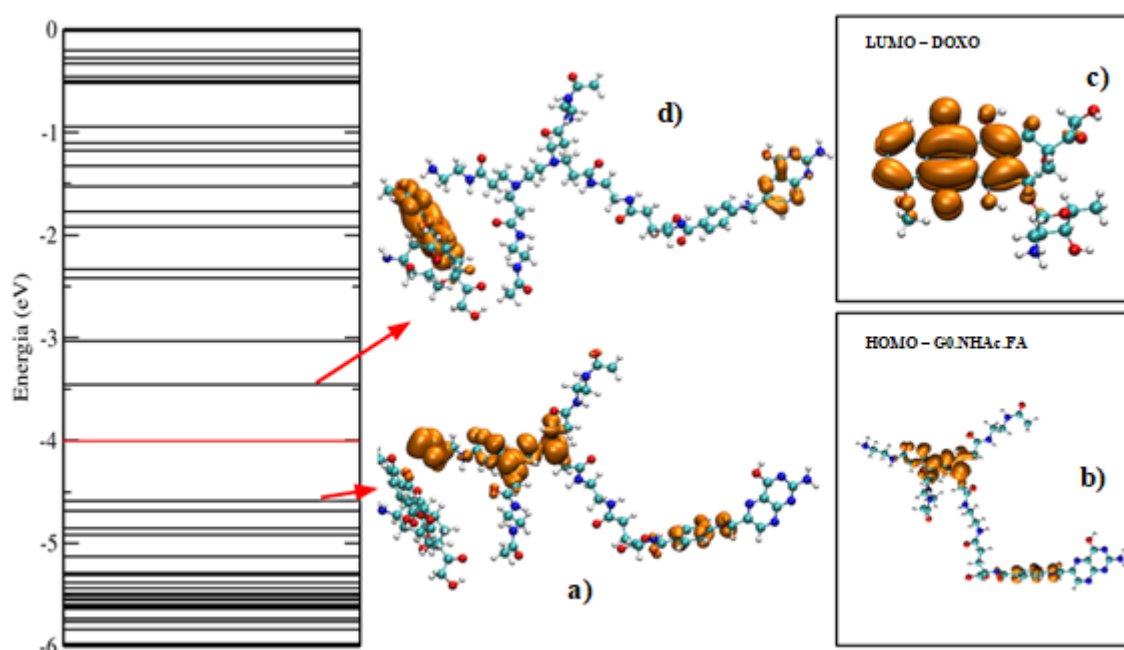 0
-1
-2
-3
-4
-5
-6
Energia (eV)
d)
a)
LUMO – DOXO
c)
HOMO – G0.NHAc.FA
b)